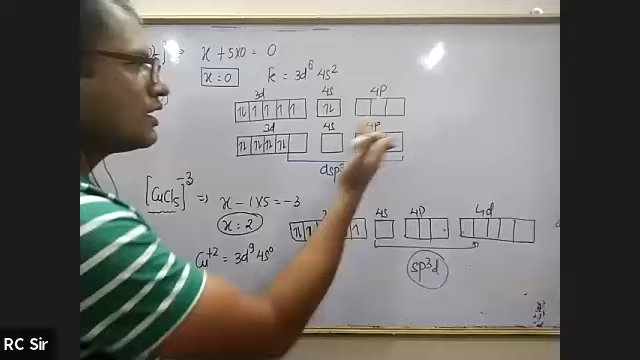 ⇒ x + 5x0 = 0
x = 0
Fe = 3d⁶ 4s²
3d 4s 4P
3d 4s 4P
[CuCl₅]⁻³ ⇒ x - 1x5 = -3
x = 2
4s 4P 4d
sp³d
Cu⁺² = 3d⁹ 4s⁰
RC Sir